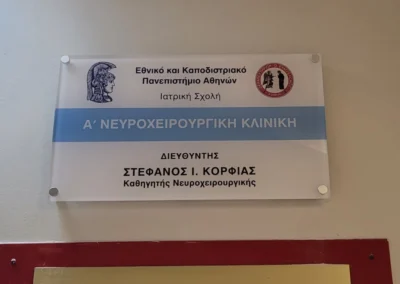 Εθνικό και Καποδιστριακό
Πανεπιστήμιο Αθηνών
Ιατρική Σχολή
Α΄ ΝΕΥΡΟΧΕΙΡΟΥΡΓΙΚΗ ΚΛΙΝΙΚΗ
ΔΙΕΥΘΥΝΤΗΣ
ΣΤΕΦΑΝΟΣ Ι. ΚΟΡΦΙΑΣ
Καθηγητής Νευροχειρουργικής